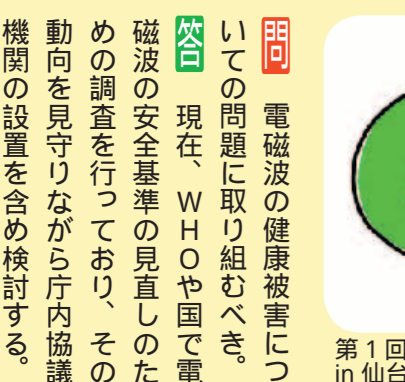 問 電磁波の健康被害につ
いての問題に取り組むべき。
答 現在、WHOや国で電
磁波の安全基準の見直しのた
めの調査を行っており、その
動向を見守りながら庁内協議
機関の設置を含め検討する。
第1回
in 仙台